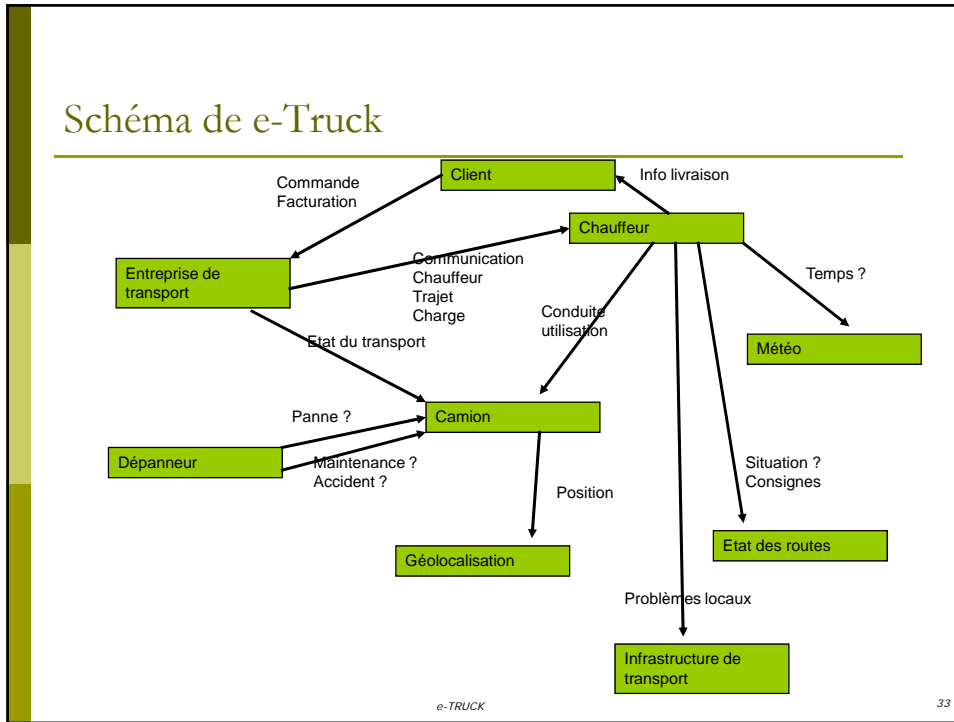 Schéma de e-Truck
Client
Info livraison
Commande
Facturation
Chauffeur
Communication
Chauffeur
Trajet
Charge
Entreprise de
transport
Temps ?
Conduite
utilisation
Etat du transport
Météo
Panne ?
Camion
Dépanneur
Maintenance ?
Accident ?
Situation ?
Consignes
Position
Etat des routes
Géolocalisation
Problèmes locaux
Infrastructure de
transport
e-TRUCK
33